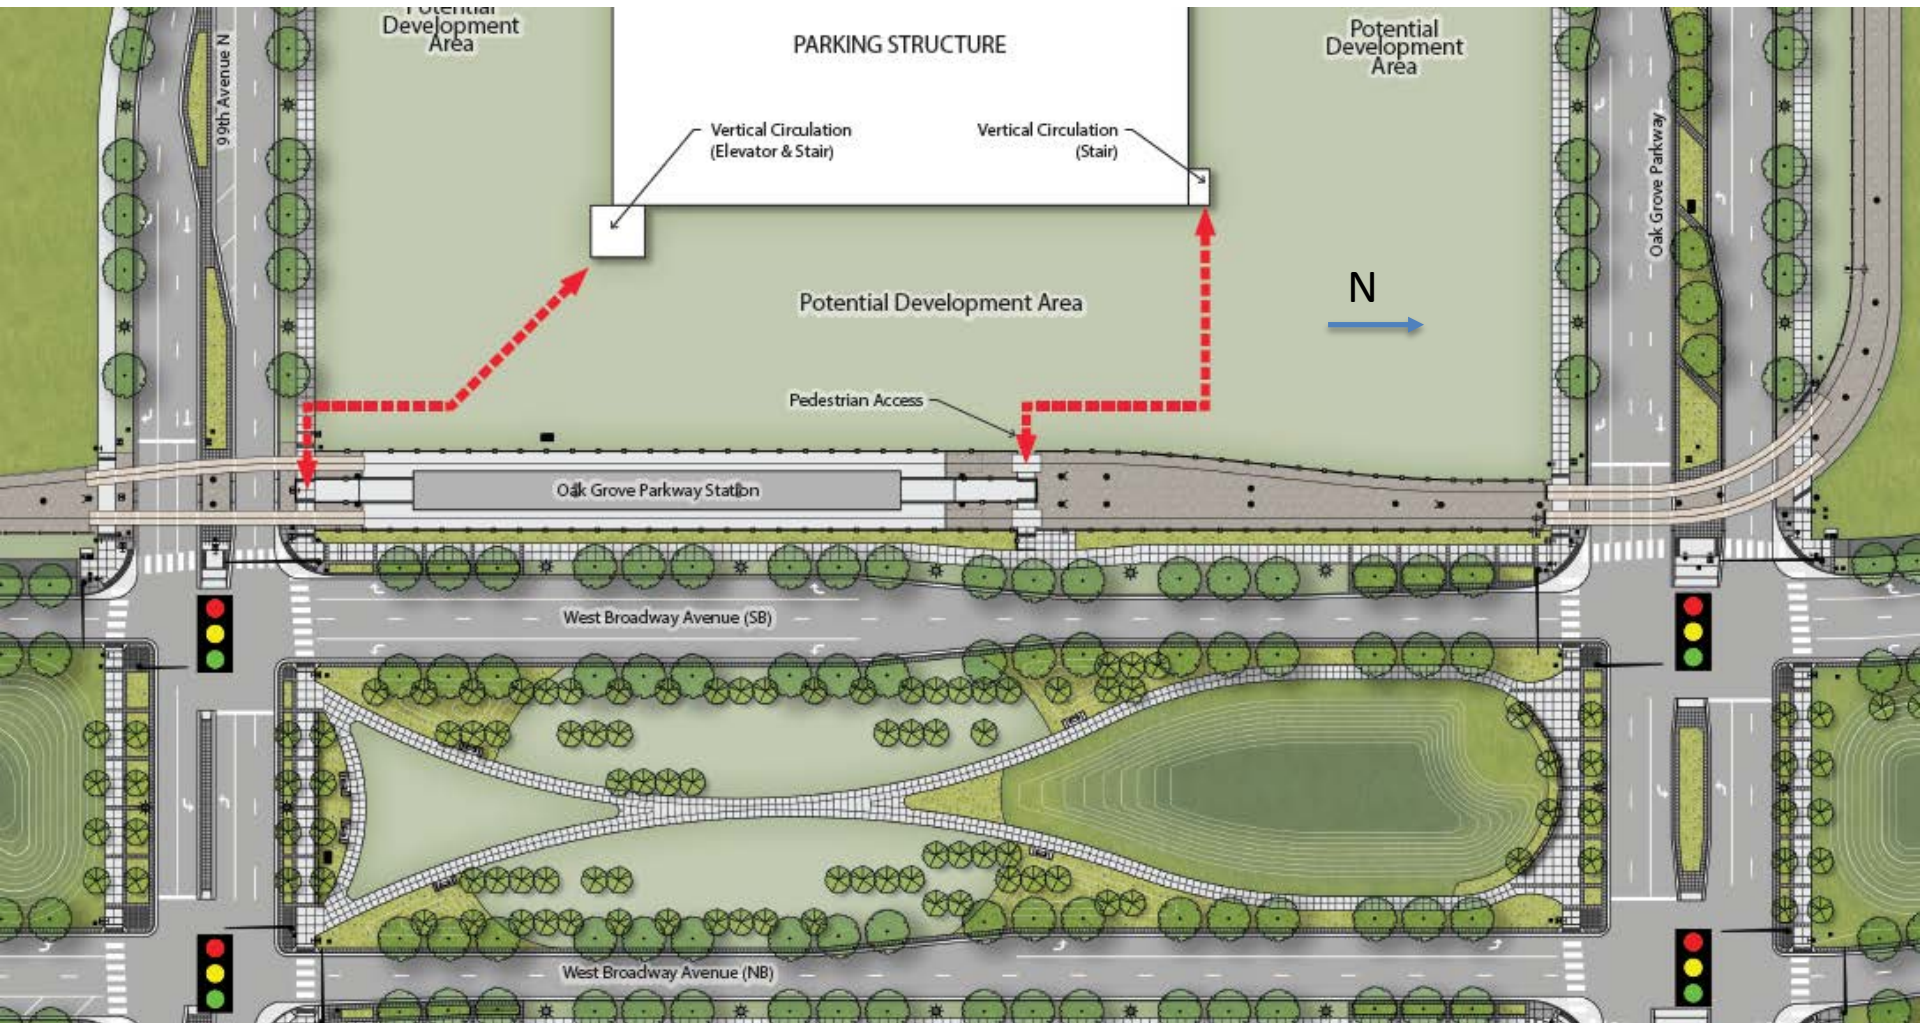 Potential
Development
Area
PARKING STRUCTURE
Potential
Development
Area
99th Avenue N
Vertical Circulation
(Elevator & Stair)
Vertical Circulation
(Stair)
Oak Grove Parkway
N
Potential Development Area
Pedestrian Access
Oak Grove Parkway Station
West Broadway Avenue (SB)
West Broadway Avenue (NB)